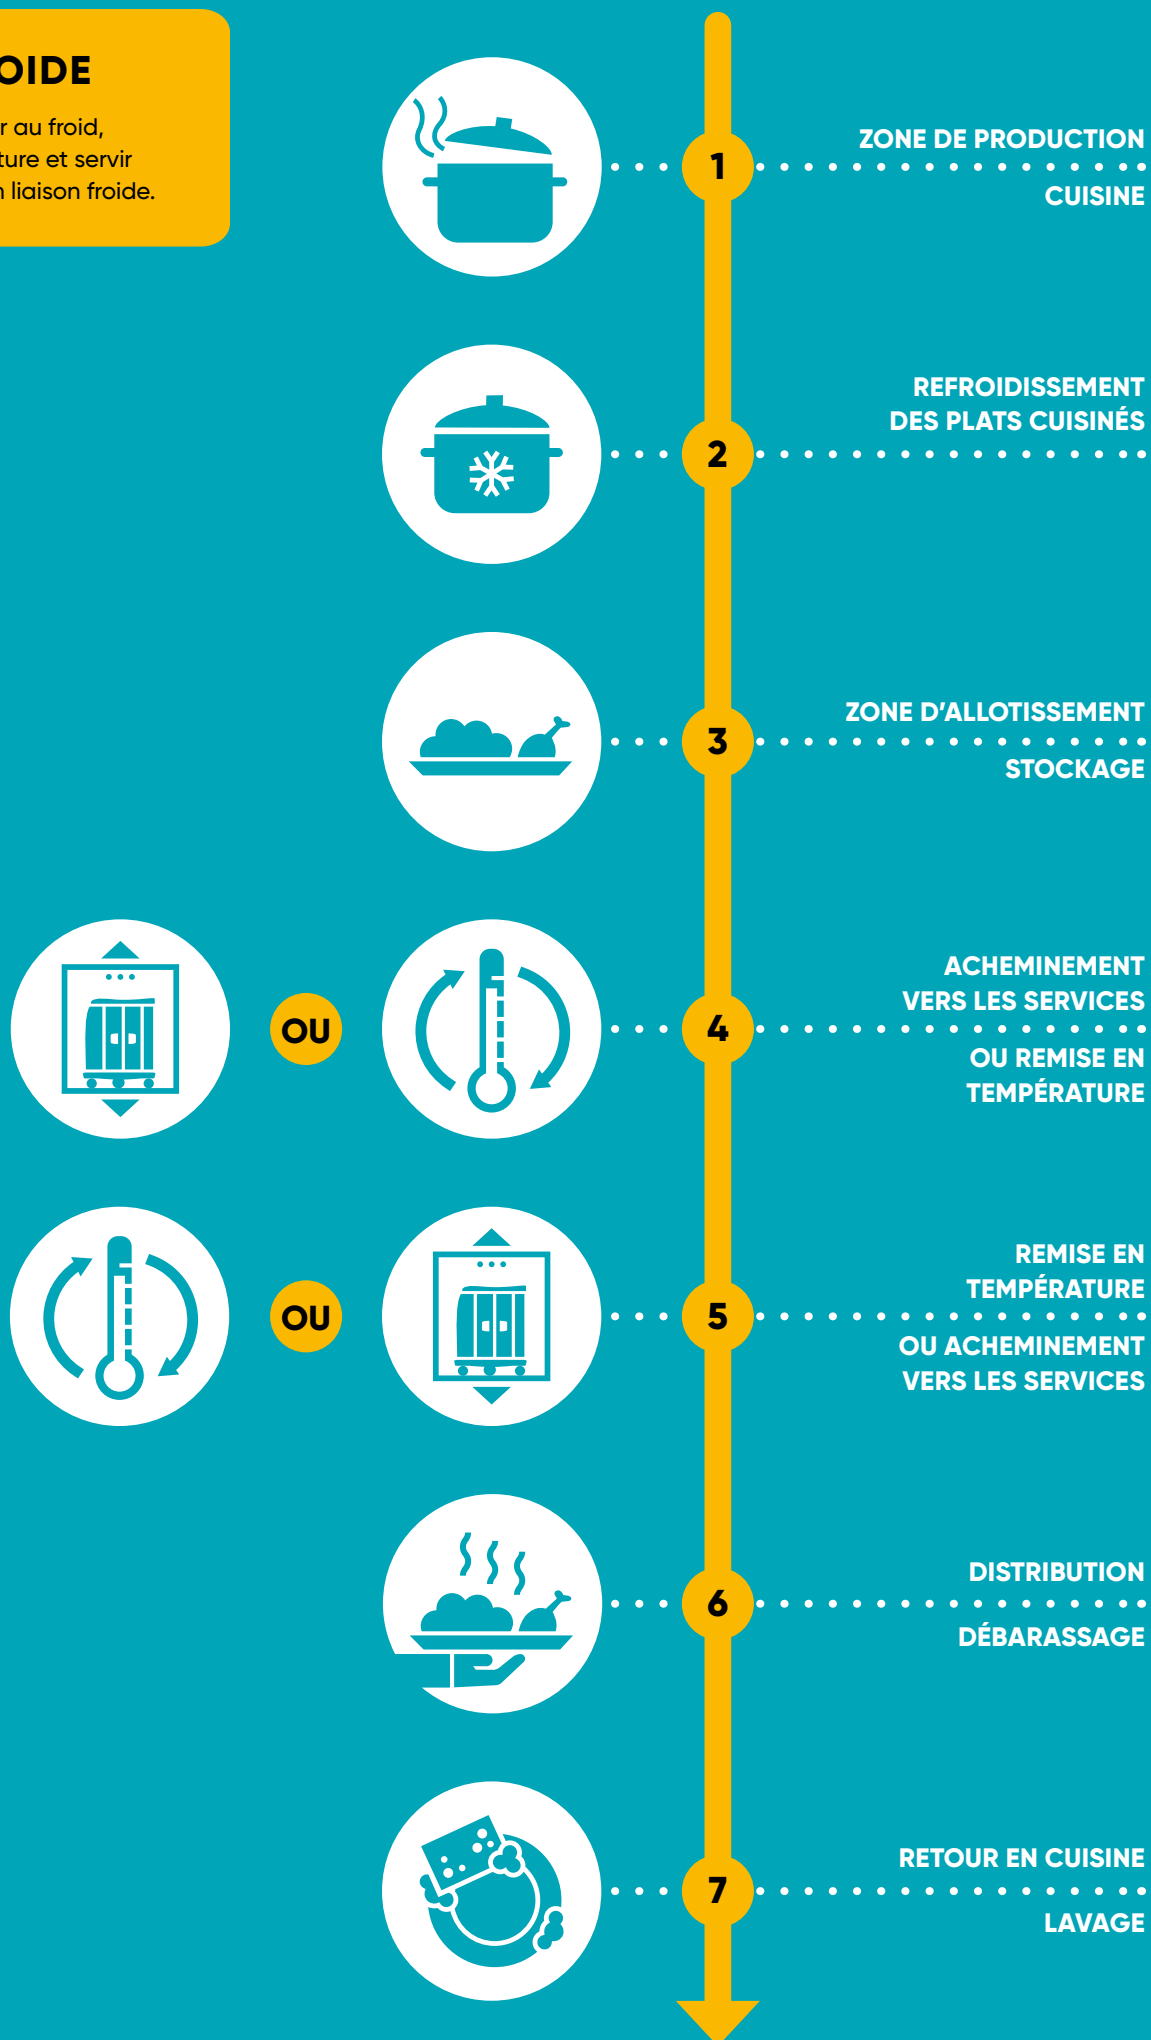 OIDE
r au froid,
ture et servir
n liaison froide.
1
ZONE DE PRODUCTION
CUISINE
2
REFROIDISSEMENT
DES PLATS CUISINÉS
3
ZONE D'ALLOTISSEMENT
STOCKAGE
OU
4
ACHEMINEMENT
VERS LES SERVICES
OU REMISE EN
TEMPÉRATURE
OU
5
REMISE EN
TEMPÉRATURE
OU ACHEMINEMENT
VERS LES SERVICES
6
DISTRIBUTION
DÉBARASSAGE
7
RETOUR EN CUISINE
LAVAGE